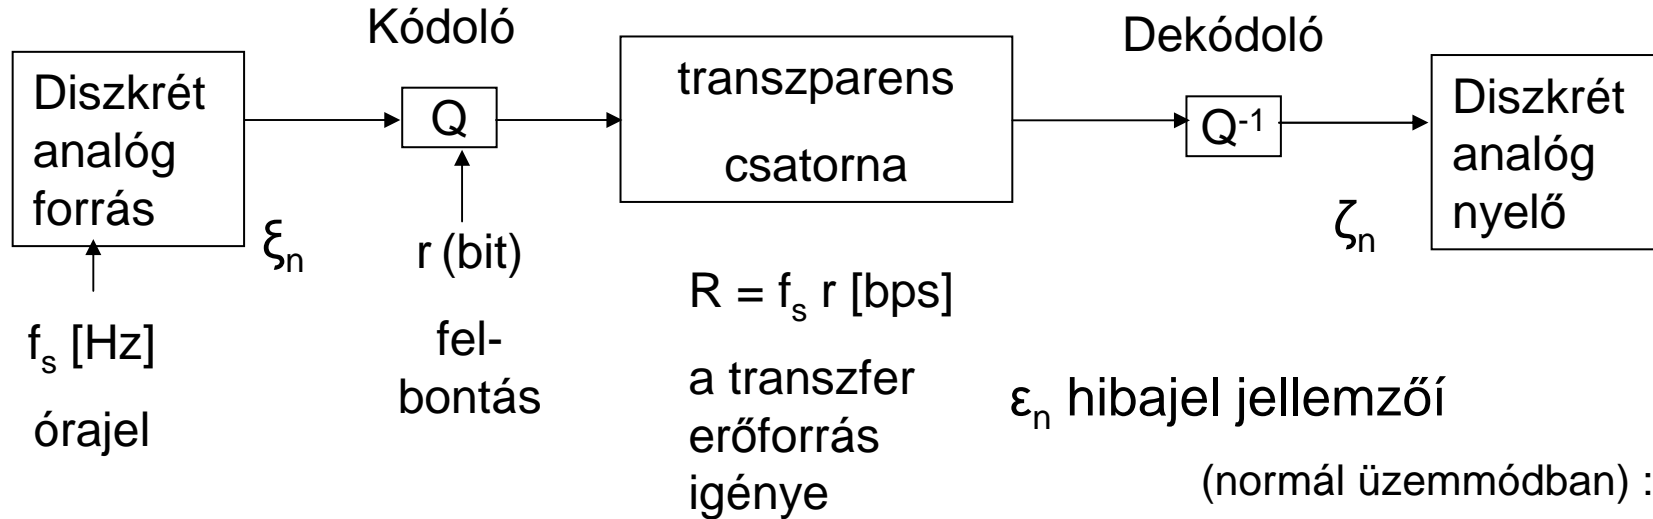 Kódoló
Dekódoló
Diszkrét
analóg
forrás
Q
transzparens
csatorna
Q⁻¹
Diszkrét
analóg
nyelő
ξₙ
ζₙ
fₛ [Hz]
órajel
r (bit)
fel-
bontás
R = fₛ r [bps]
a transzfer
erőforrás
igénye
εₙ hibajel jellemzőí
(normál üzemmódban) :